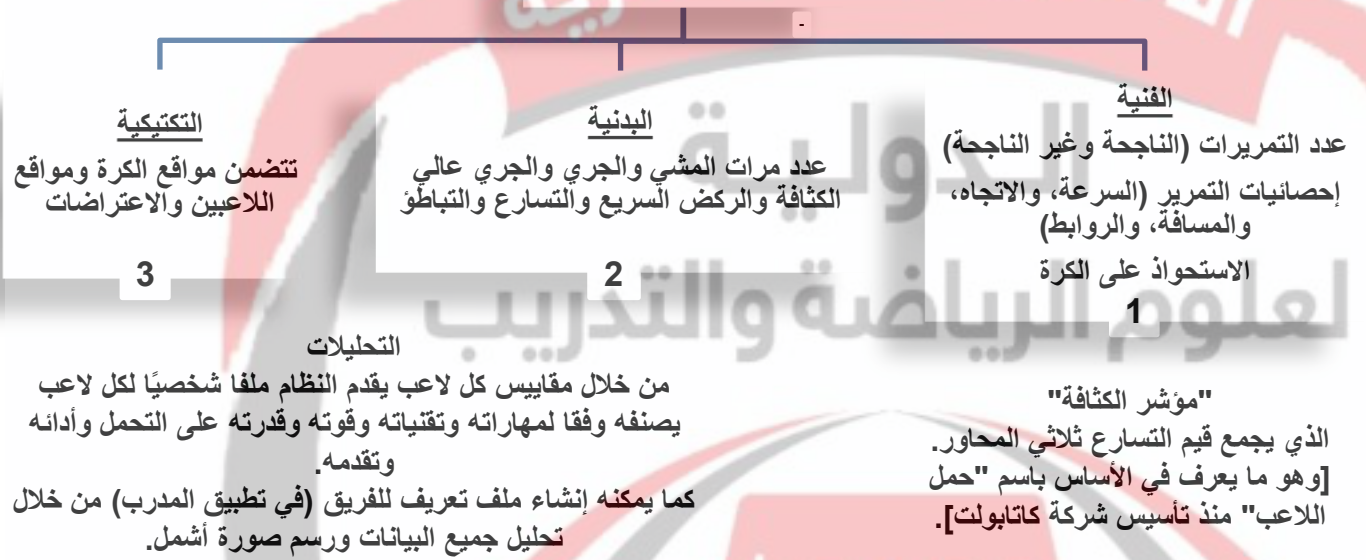 -
الفنية
عدد التمريرات (الناجحة وغير الناجحة)
إحصائيات التمرير (السرعة، والاتجاه،
والمسافة، والروابط)
الاستحواذ على الكرة
1
البدنية
عدد مرات المشي والجري والجري عالي
الكثافة والركض السريع والتسارع والتباطؤ
2
التكتيكية
تتضمن مواقع الكرة ومواقع
اللاعبين والاعتراضات
3
"مؤشر الكثافة"
الذي يجمع قيم التسارع ثلاثي المحاور.
[وهو ما يعرف في الأساس باسم "حمل
اللاعب" منذ تأسيس شركة كاتابولت].
التحليلات
من خلال مقاييس كل لاعب يقدم النظام ملفا شخصيًا لكل لاعب
يصنفه وفقا لمهاراته وتقنياته وقوته وقدرته على التحمل وأدائه
وتقدمه.
كما يمكنه إنشاء ملف تعريف للفريق (في تطبيق المدرب) من خلال
تحليل جميع البيانات ورسم صورة أشمل.
الدولية
لعلوم الرياضة والتدريب